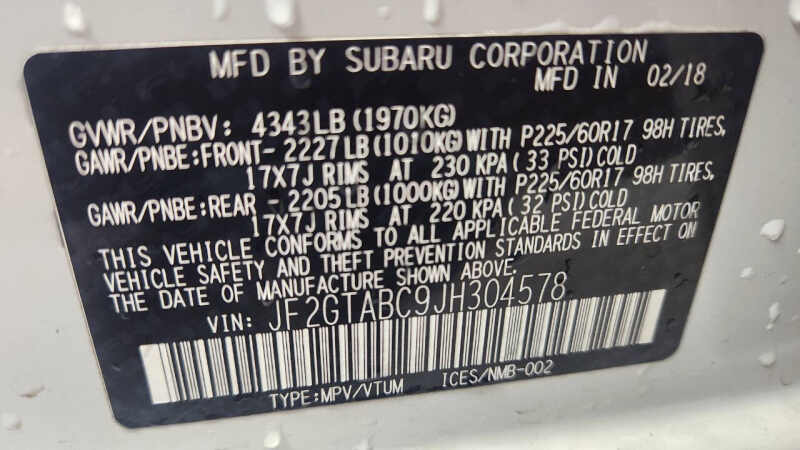 MFD BY SUBARU CORPORATION
MFD IN 02/18
GVWR/PNBV: 4343LB (1970KG)
GAWR/PNBE:FRONT- 2227LB (1010KG) WITH P225/60R17 98H TIRES,
17X7J RIMS AT 230 KPA ( 33 PSI) COLD
GAWR/PNBE:REAR - 2205LB (1000KG) WITH P225/60R17 98H TIRES,
17X7J RIMS AT 220 KPA ( 32 PSI) COLD
THIS VEHICLE CONFORMS TO ALL APPLICABLE FEDERAL MOTOR
VEHICLE SAFETY AND THEFT PREVENTION STANDARDS IN EFFECT ON
THE DATE OF MANUFACTURE SHOWN ABOVE.
VIN: JF2GTABC9JH304578
TYPE:MPV/VTUM ICES/NMB-002